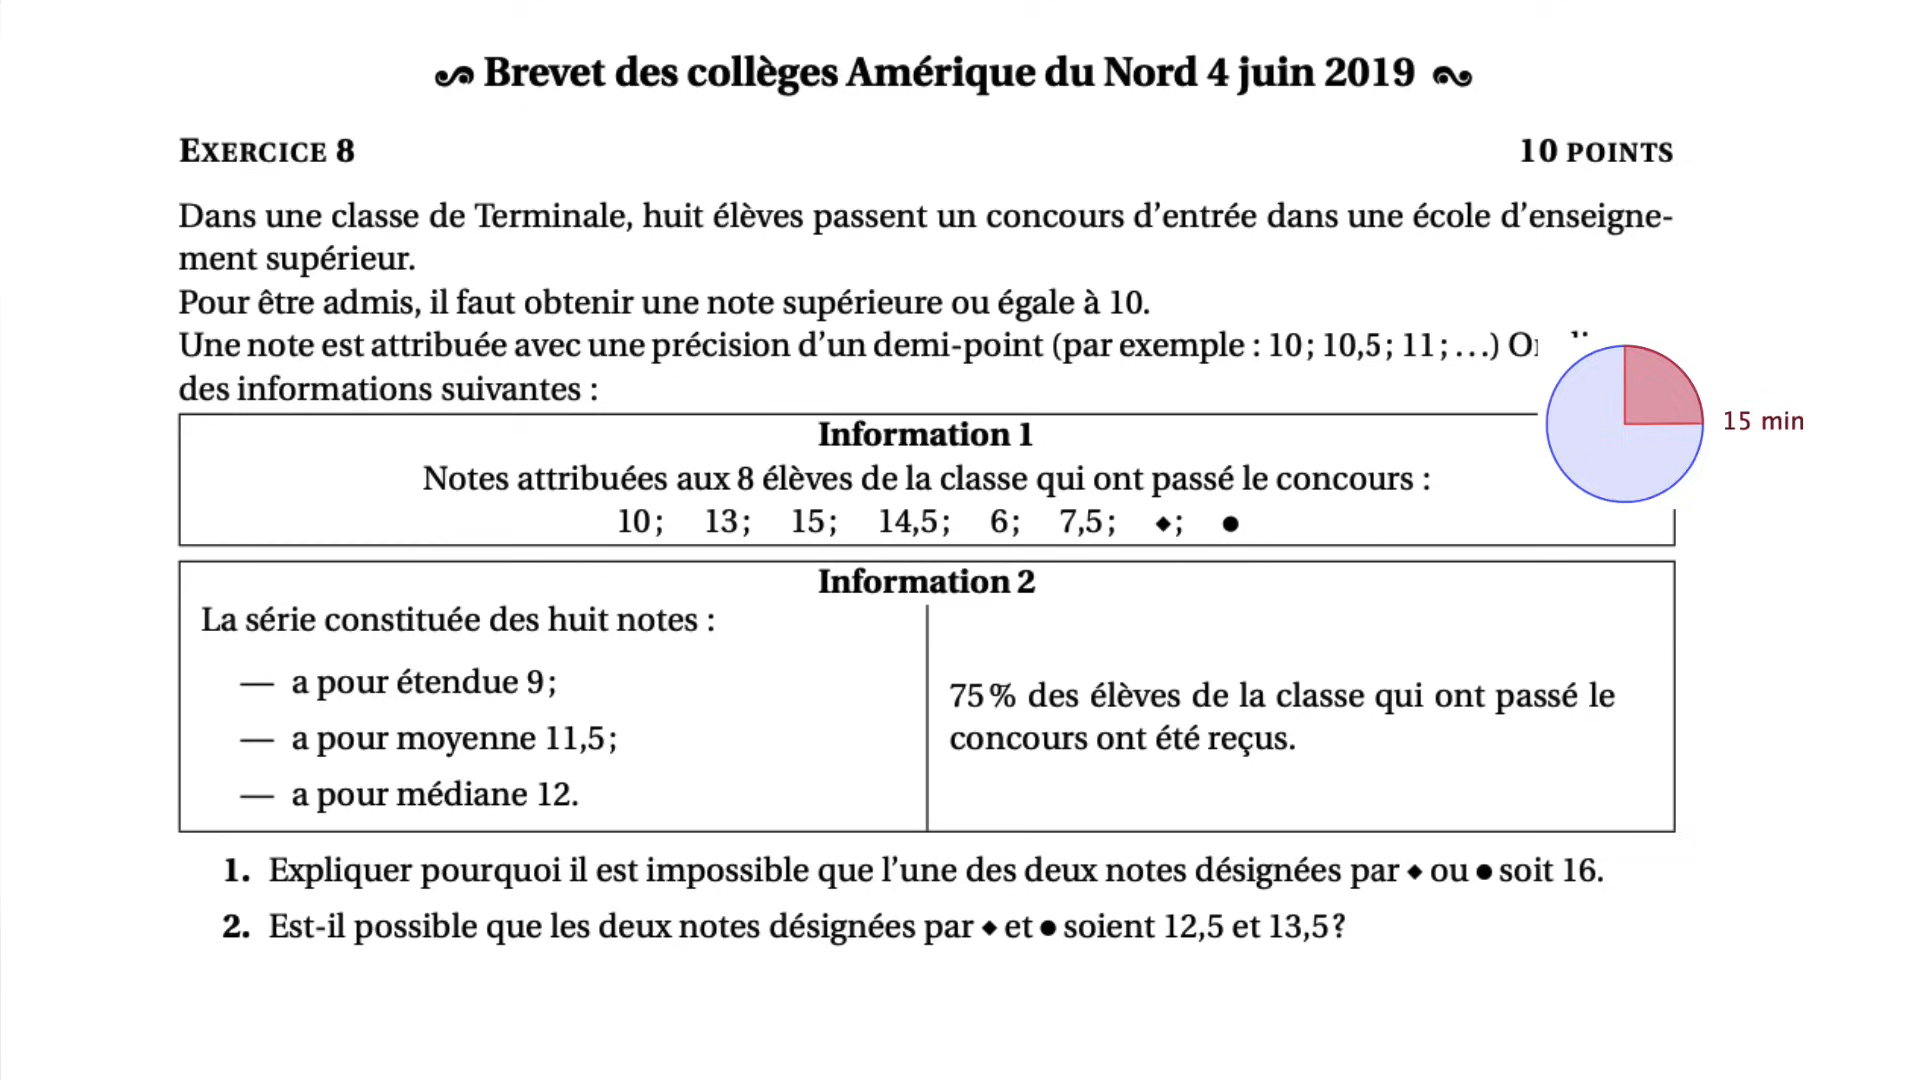 Brevet des collèges Amérique du Nord 4 juin 2019
EXERCICE 8 10 POINTS
Dans une classe de Terminale, huit élèves passent un concours d'entrée dans une école d'enseigne-
ment supérieur.
Pour être admis, il faut obtenir une note supérieure ou égale à 10.
Une note est attribuée avec une précision d'un demi-point (par exemple : 10 ; 10,5 ; 11 ; …)
des informations suivantes :
15 min
Information 1
Notes attribuées aux 8 élèves de la classe qui ont passé le concours :
10 ; 13 ; 15 ; 14,5 ; 6 ; 7,5 ; ◆ ; ●
Information 2
La série constituée des huit notes :
— a pour étendue 9 ;
— a pour moyenne 11,5 ;
— a pour médiane 12.
75 % des élèves de la classe qui ont passé le
concours ont été reçus.
1. Expliquer pourquoi il est impossible que l'une des deux notes désignées par ◆ ou ● soit 16.
2. Est-il possible que les deux notes désignées par ◆ et ● soient 12,5 et 13,5 ?